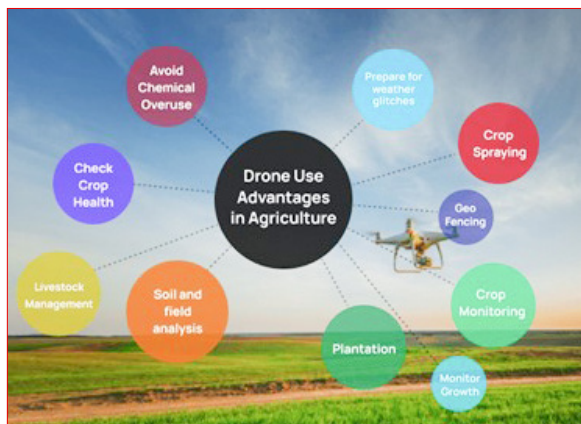 Avoid
Chemical
Overuse
Prepare for
weather
glitches
Crop
Spraying
Check
Crop
Health
Drone Use
Advantages
in Agriculture
Geo
Fencing
Livestock
Management
Soil and
field
analysis
Crop
Monitoring
Plantation
Monitor
Growth